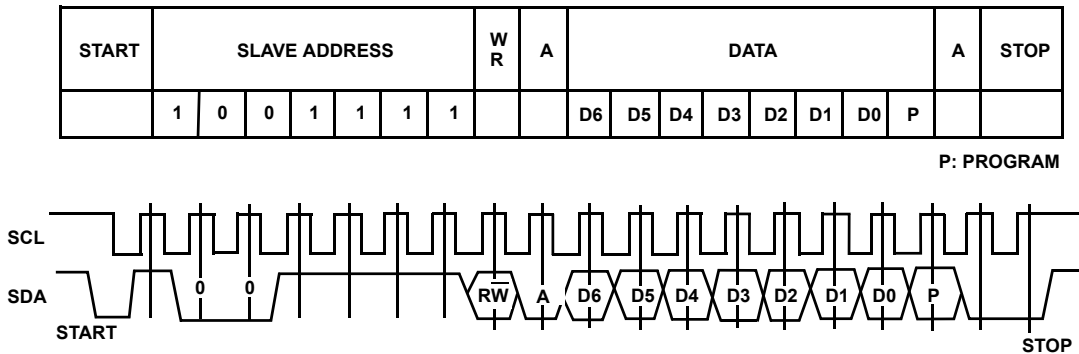 START SLAVE ADDRESS WR A DATA A STOP
1 0 0 1 1 1 1 D6 D5 D4 D3 D2 D1 D0 P
P: PROGRAM
SCL
0 0 RW A D6 D5 D4 D3 D2 D1 D0 P
SDA
START
STOP